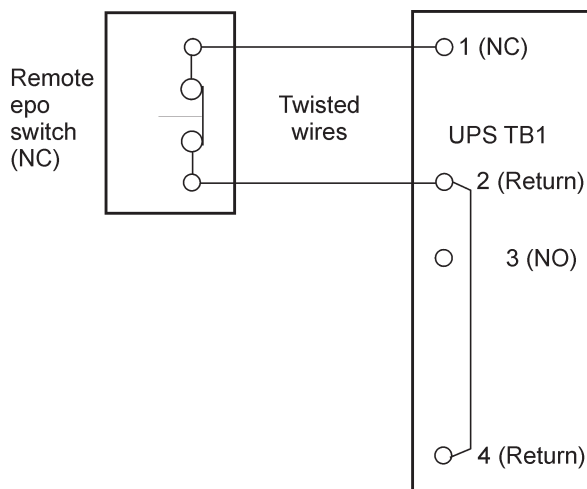 Remote
epo
switch
(NC)
Twisted
wires
1 (NC)
UPS TB1
2 (Return)
3 (NO)
4 (Return)